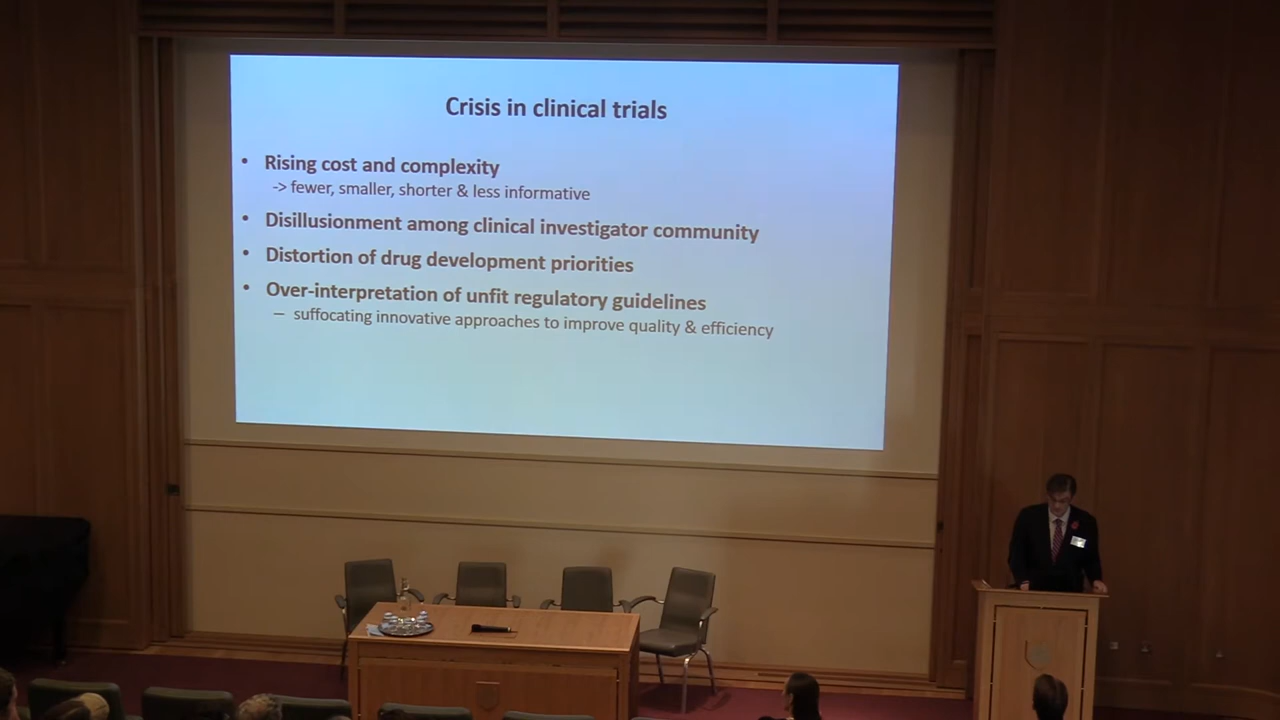 Crisis in clinical trials
• Rising cost and complexity
-> fewer, smaller, shorter & less informative
• Disillusionment among clinical investigator community
• Distortion of drug development priorities
• Over-interpretation of unfit regulatory guidelines
– suffocating innovative approaches to improve quality & efficiency